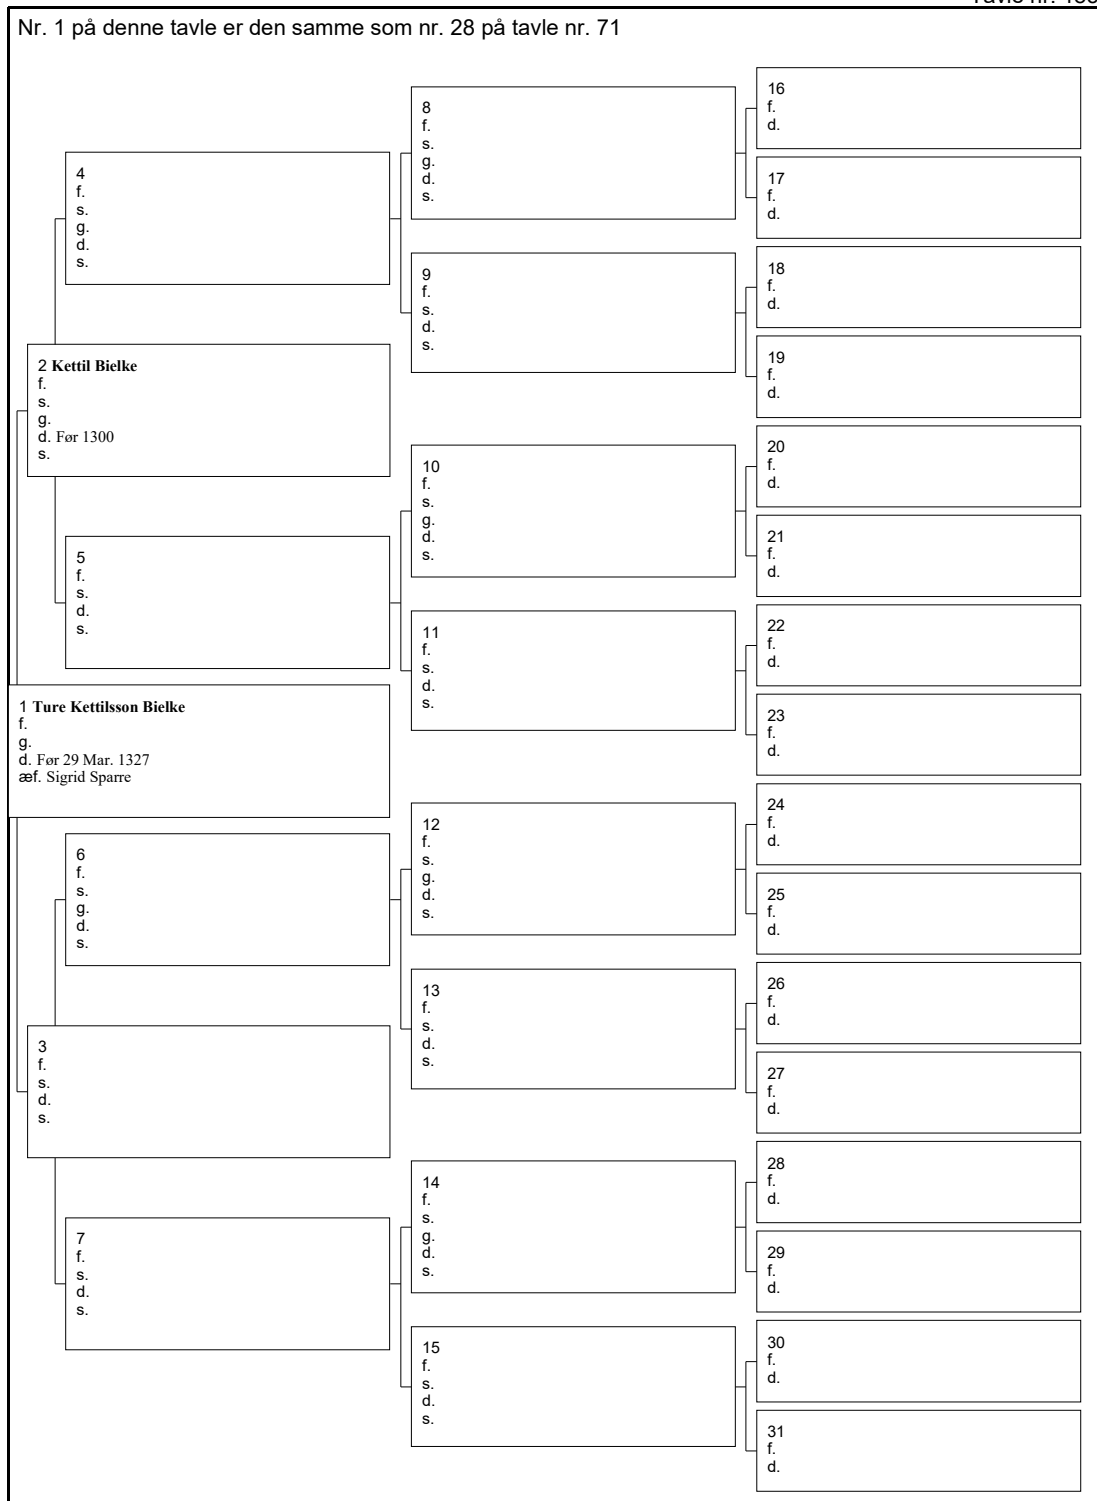 Nr. 1 på denne tavle er den samme som nr. 28 på tavle nr. 71
16
f.
d.
8
f.
s.
g.
d.
s.
17
f.
d.
4
f.
s.
g.
d.
s.
18
f.
d.
9
f.
s.
d.
s.
19
f.
d.
2 Kettil Bielke
f.
s.
g.
d. Før 1300
s.
20
f.
d.
10
f.
s.
g.
d.
s.
21
f.
d.
5
f.
s.
d.
s.
22
f.
d.
11
f.
s.
d.
s.
23
f.
d.
1 Ture Kettilsson Bielke
f.
g.
d. Før 29 Mar. 1327
æf. Sigrid Sparre
24
f.
d.
12
f.
s.
g.
d.
s.
25
f.
d.
6
f.
s.
g.
d.
s.
26
f.
d.
13
f.
s.
d.
s.
27
f.
d.
3
f.
s.
d.
s.
28
f.
d.
14
f.
s.
g.
d.
s.
29
f.
d.
7
f.
s.
d.
s.
30
f.
d.
15
f.
s.
d.
s.
31
f.
d.